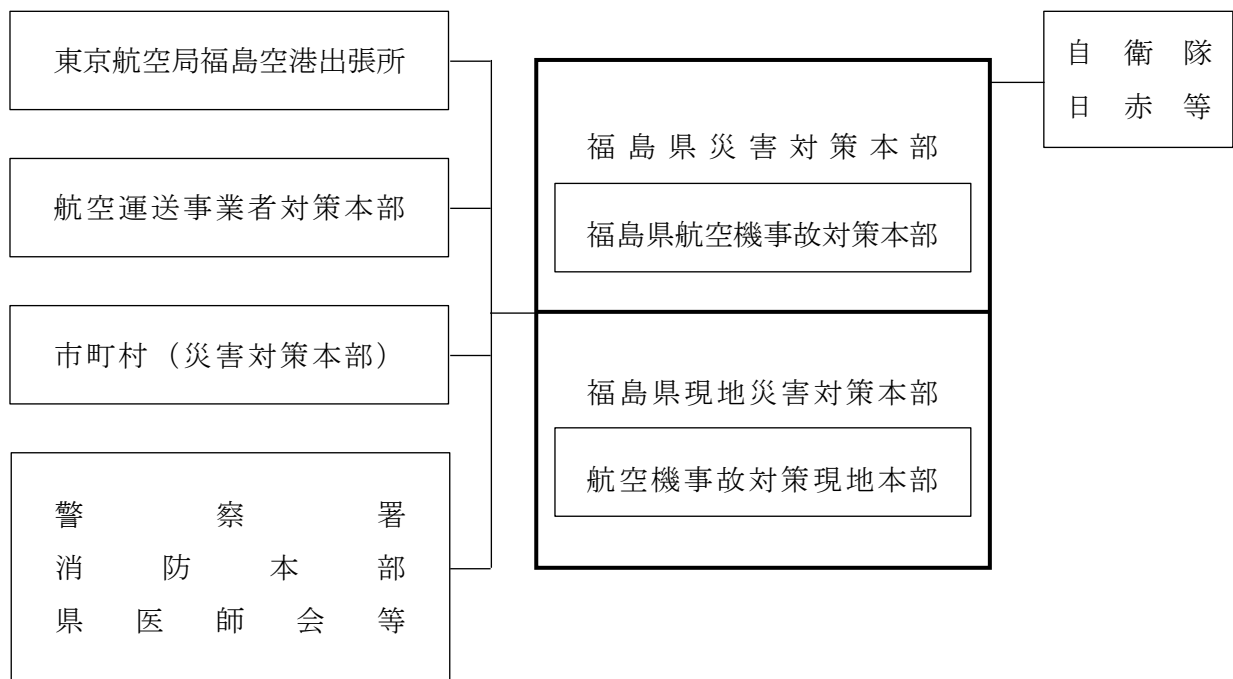 東京航空局福島空港出張所
航空運送事業者対策本部
市町村（災害対策本部）
警察署
消防本部
県医師会等
福島県災害対策本部
福島県航空機事故対策本部
福島県現地災害対策本部
航空機事故対策現地本部
自衛隊
日赤等